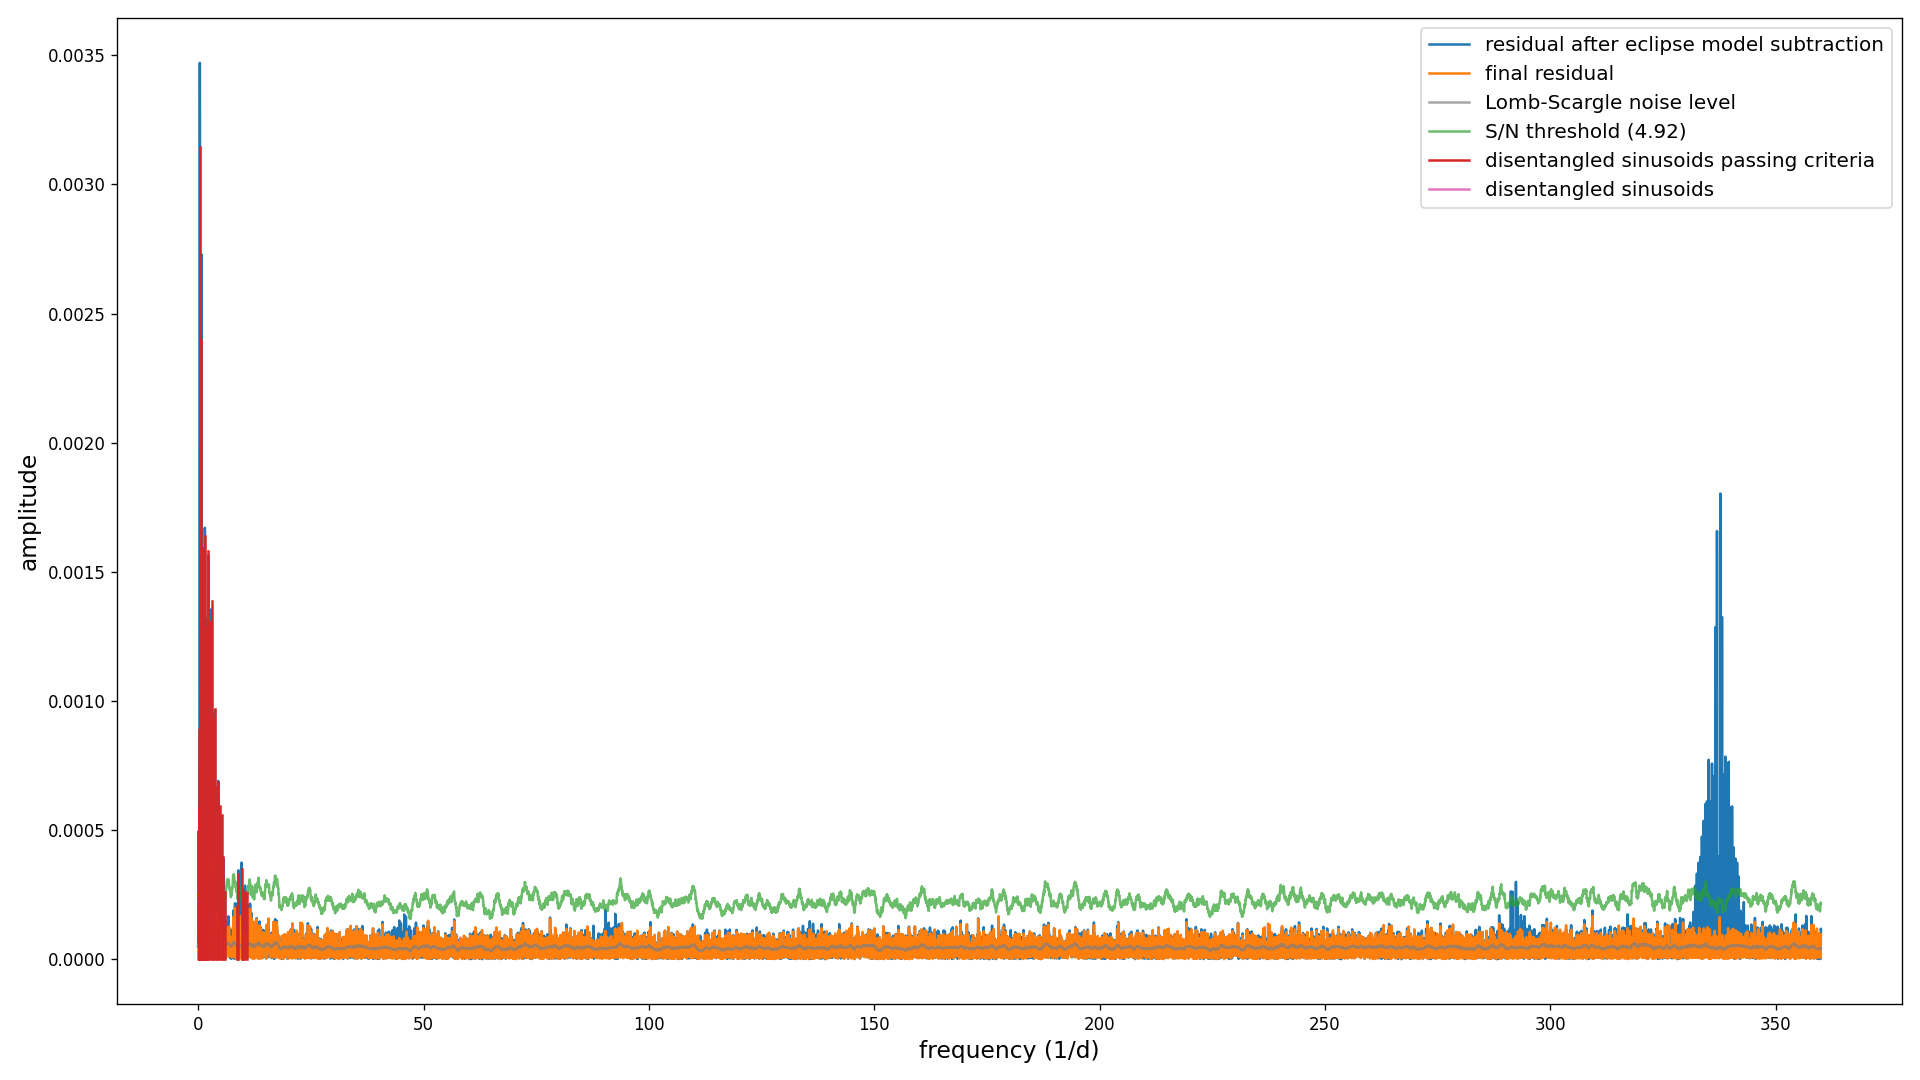 residual after eclipse model subtraction
final residual
Lomb-Scargle noise level
S/N threshold (4.92)
disentangled sinusoids passing criteria
disentangled sinusoids
0.0035
0.0030
0.0025
0.0020
0.0015
0.0010
0.0005
0.0000
amplitude
0 50 100 150 200 250 300 350
frequency (1/d)